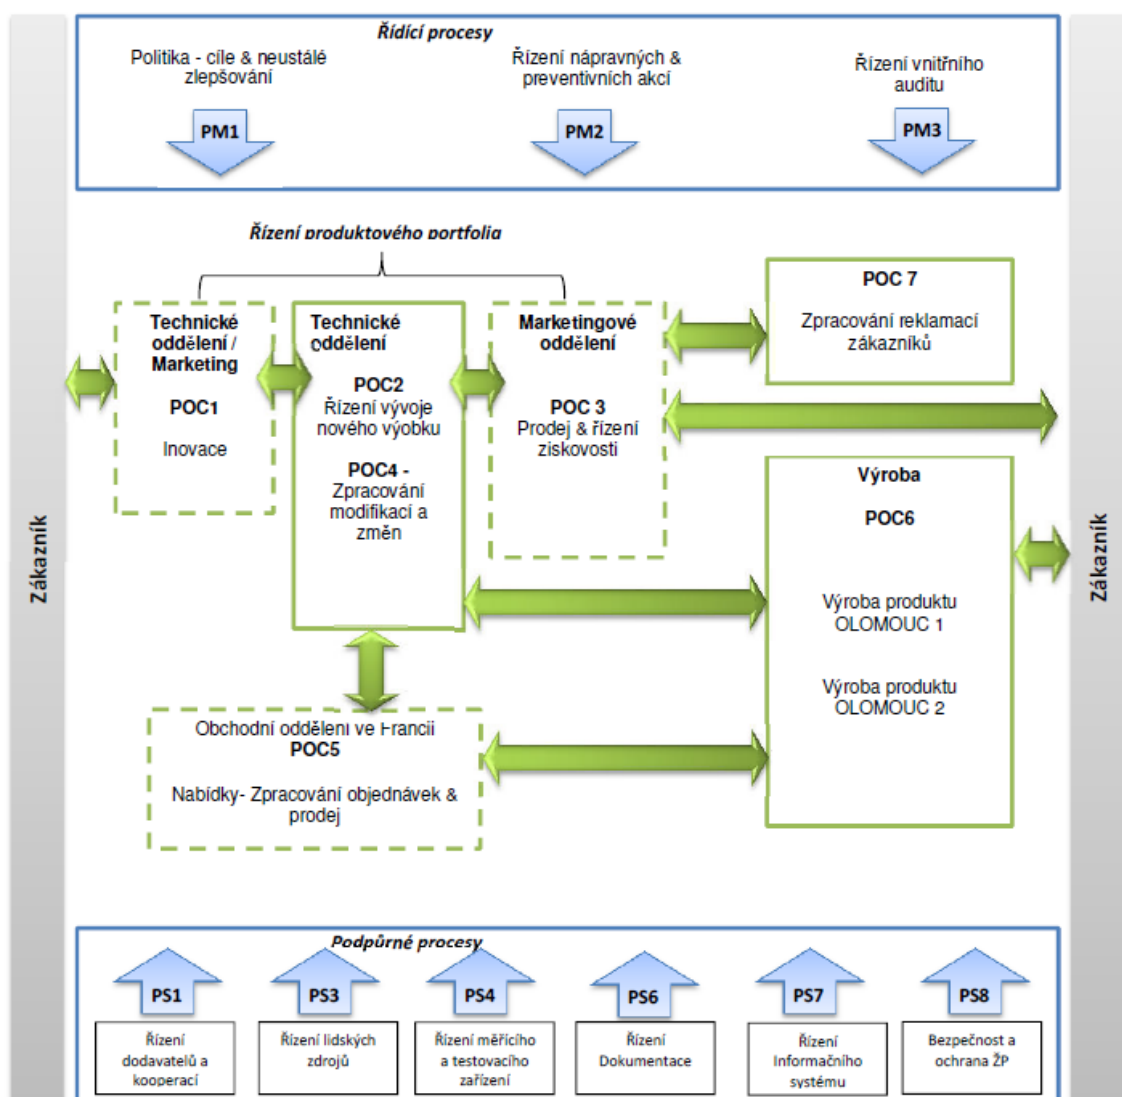 Řídící procesy
Politika - cíle & neustálé
zlepšování
Řízení nápravných &
preventivních akcí
Řízení vnitřního
auditu
PM1
PM2
PM3
Řízení produktového portfolia
Technické
oddělení /
Marketing
POC1
Inovace
Technické
oddělení
POC2
Řízení vývoje
nového výobku
POC4 -
Zpracování
modifikací a
změn
Marketingové
oddělení
POC 3
Prodej & řízení
ziskovosti
POC 7
Zpracování reklamací
zákazníků
Výroba
POC6
Výroba produktu
OLOMOUC 1
Výroba produktu
OLOMOUC 2
Obchodní oddělení ve Francii
POC5
Nabídky- Zpracování objednávek &
prodej
Zákazník
Zákazník
Podpůrné procesy
PS1
PS3
PS4
PS6
PS7
PS8
Řízení
dodavatelů a
kooperací
Řízení lidských
zdrojů
Řízení měřícího
a testovacího
zařízení
Řízení
Dokumentace
Řízení
Informačního
systému
Bezpečnost a
ochrana ŽP